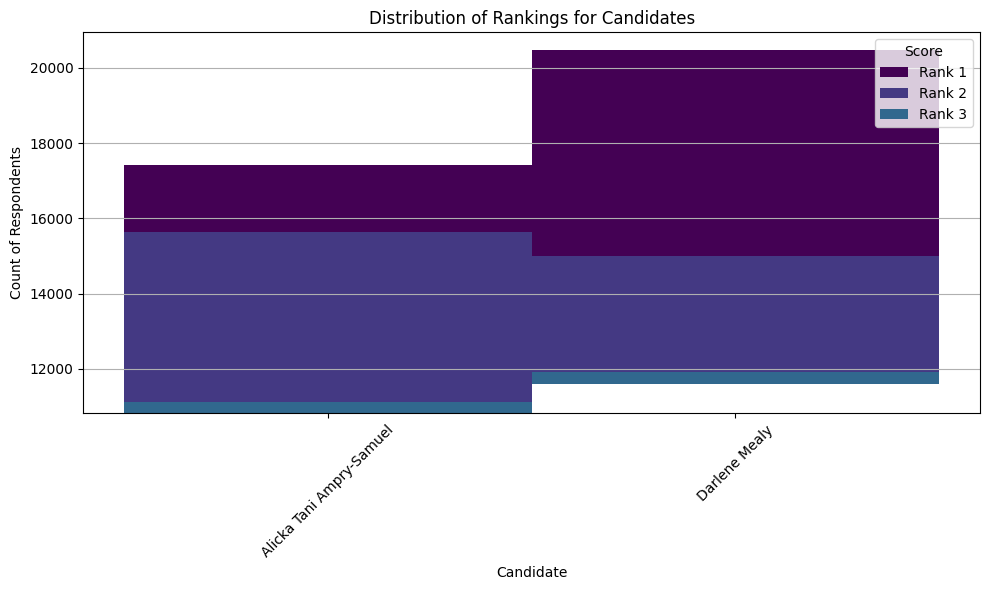 Distribution of Rankings for Candidates
Score
Rank 1
Rank 2
Rank 3
20000
18000
16000
14000
12000
Count of Respondents
Alicka Tani Ampry-Samuel
Darlene Mealy
Candidate